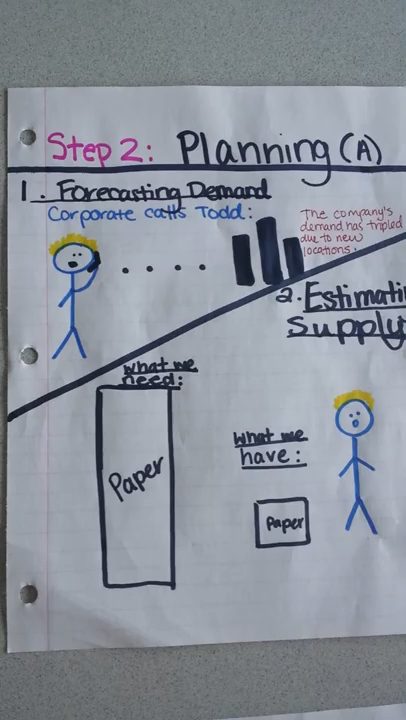 Step 2: Planning (A)
1. Forecasting Demand
Corporate calls Todd:
The company's
demand has tripled
due to new
locations.
2. Estimati
Supply
What we
need:
Paper
What we
have:
Paper